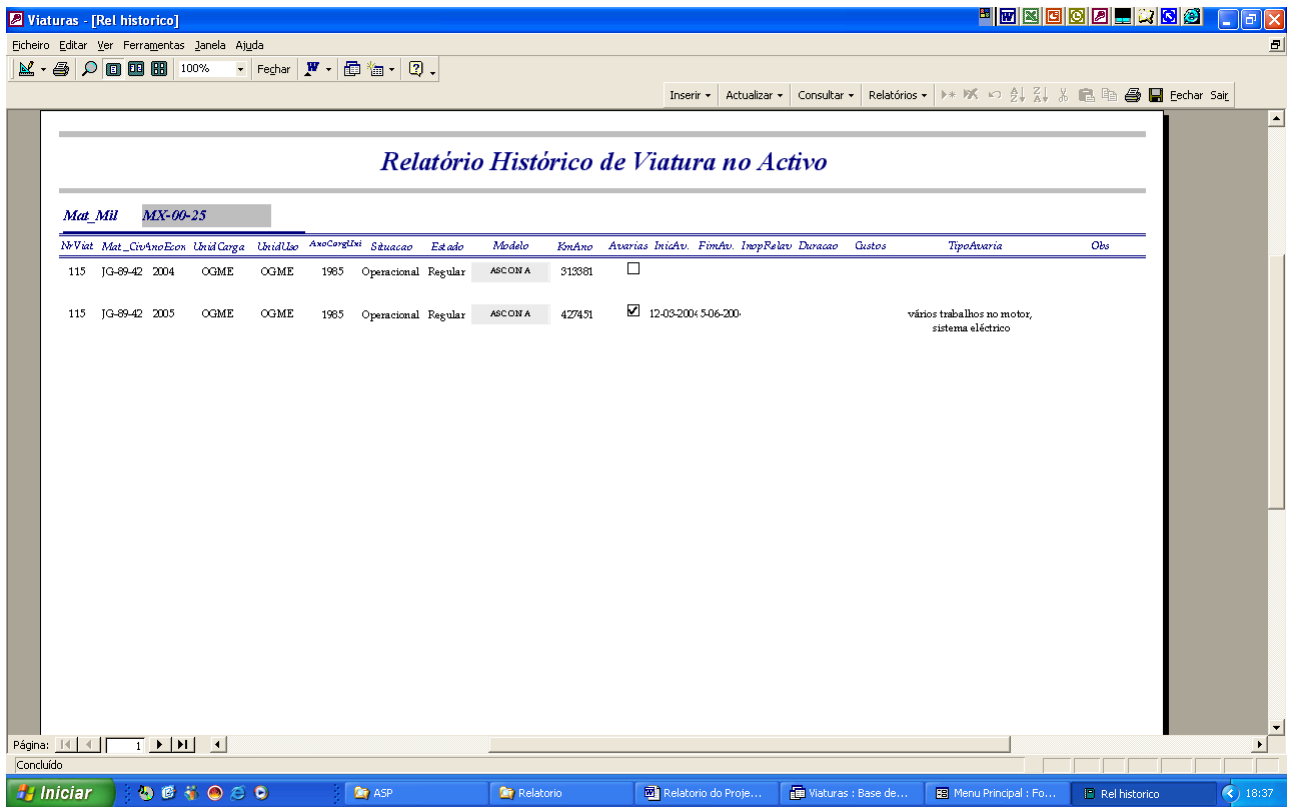 Viaturas - [Rel historico]
Ficheiro Editar Ver Ferramentas Janela Ajuda
100% Fechar
Inserir Actualizar Consultar Relatórios Fechar Sair
Relatório Histórico de Viatura no Activo
Mat_Mil MX-00-25
NrViat Mat_Civ AnoEcon UnidCarga UnidUso AnoCargUni Situacao Estado Modelo KmAno Avarias InicAv. FimAv. InopRelav Duracao Custos TipoAvaria Obs
115 JG-89-42 2004 OGME OGME 1985 Operacional Regular ASCONA 313381
115 JG-89-42 2005 OGME OGME 1985 Operacional Regular ASCONA 427451 12-03-200 5-06-200
vários trabalhos no motor,
sistema eléctrico
Página: 1
Concluído
Iniciar ASP Relatorio Relatorio do Proje... Viaturas : Base de... Menu Principal : Fo... Rel historico 18:37